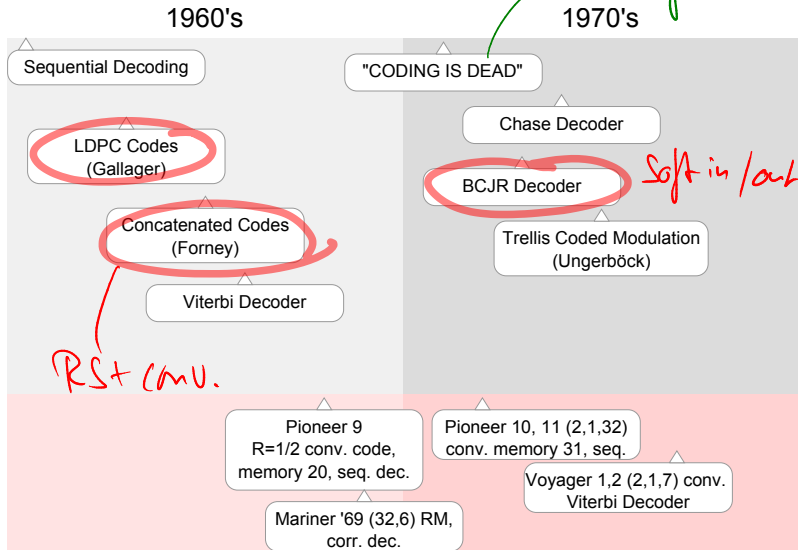 1960's
1970's
Sequential Decoding
"CODING IS DEAD"
Chase Decoder
LDPC Codes
(Gallager)
BCJR Decoder
Soft in/out
Concatenated Codes
(Forney)
Trellis Coded Modulation
(Ungerböck)
Viterbi Decoder
RS+ conv.
Pioneer 9
R=1/2 conv. code,
memory 20, seq. dec.
Pioneer 10, 11 (2,1,32)
conv. memory 31, seq.
Voyager 1,2 (2,1,7) conv.
Viterbi Decoder
Mariner '69 (32,6) RM,
corr. dec.